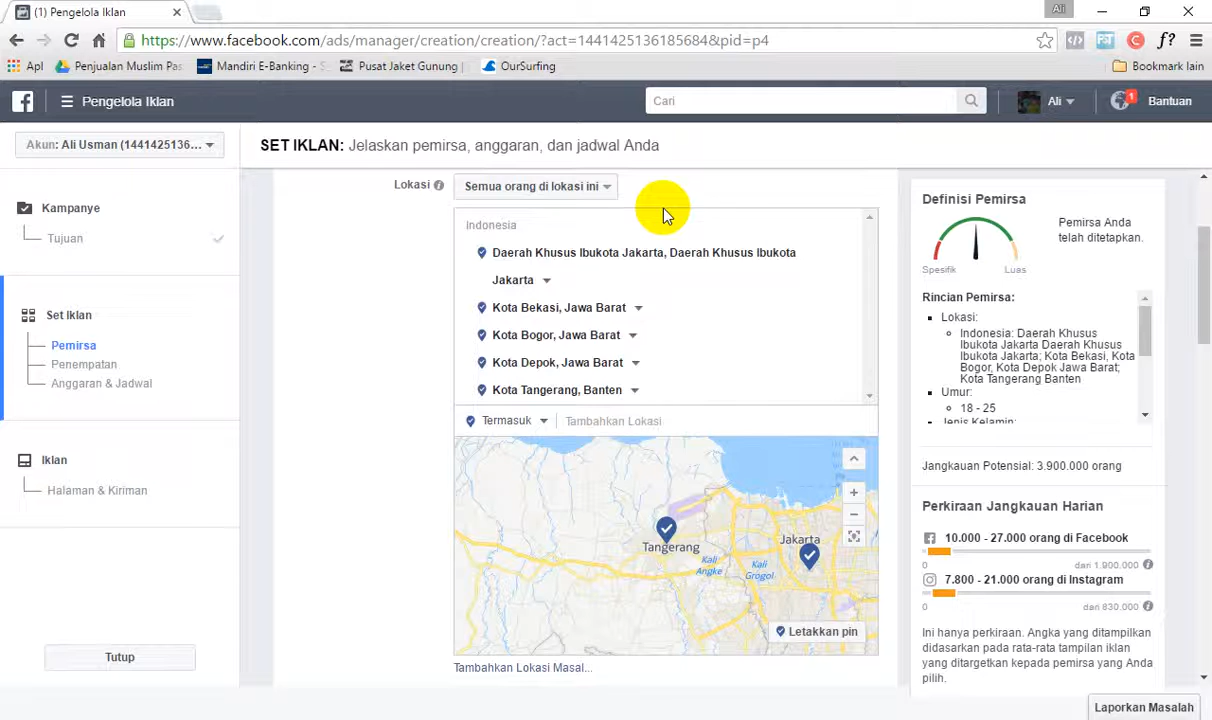 (1) Pengelola Iklan
Ali
https://www.facebook.com/ads/manager/creation/creation/?act=1441425136185684&pid=p4
Apl
Penjualan Muslim Pas
Mandiri E-Banking - S
Pusat Jaket Gunung |
OurSurfing
Bookmark lain
Pengelola Iklan
Cari
Ali
1
Bantuan
Akun: Ali Usman (1441425136...
SET IKLAN: Jelaskan pemirsa, anggaran, dan jadwal Anda
Kampanye
Tujuan
Set Iklan
Pemirsa
Penempatan
Anggaran & Jadwal
Iklan
Halaman & Kiriman
Tutup
Lokasi
Semua orang di lokasi ini
Indonesia
Daerah Khusus Ibukota Jakarta, Daerah Khusus Ibukota
Jakarta
Kota Bekasi, Jawa Barat
Kota Bogor, Jawa Barat
Kota Depok, Jawa Barat
Kota Tangerang, Banten
Termasuk
Tambahkan Lokasi
Tangerang
Jakarta
Kali
Angke
Kali
Grogol
Letakkan pin
Tambahkan Lokasi Masal...
Definisi Pemirsa
Pemirsa Anda
telah ditetapkan.
Spesifik
Luas
Rincian Pemirsa:
Lokasi:
Indonesia: Daerah Khusus
Ibukota Jakarta Daerah Khusus
Ibukota Jakarta; Kota Bekasi, Kota
Bogor, Kota Depok Jawa Barat;
Kota Tangerang Banten
Umur:
18 - 25
Jenis Kelamin:
Jangkauan Potensial: 3.900.000 orang
Perkiraan Jangkauan Harian
10.000 - 27.000 orang di Facebook
0
dari 1.900.000
7.800 - 21.000 orang di Instagram
0
dari 830.000
Ini hanya perkiraan. Angka yang ditampilkan
didasarkan pada rata-rata tampilan iklan
yang ditargetkan kepada pemirsa yang Anda
pilih.
Laporkan Masalah